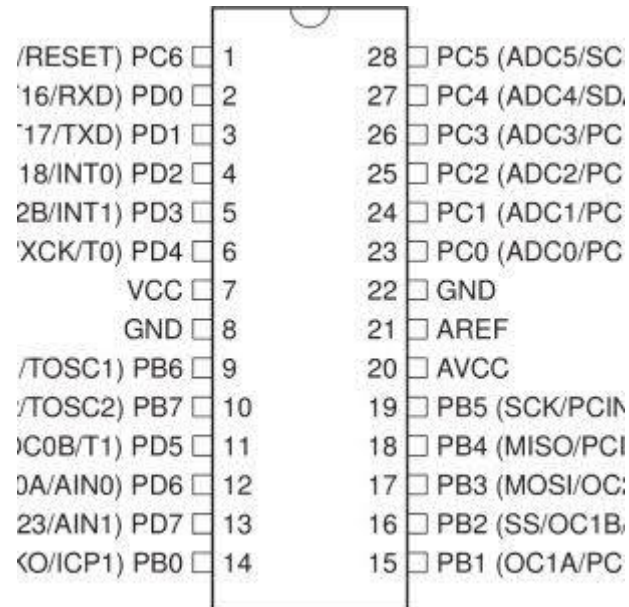 /RESET) PC6 1 28 PC5 (ADC5/SC
16/RXD) PD0 2 27 PC4 (ADC4/SD
17/TXD) PD1 3 26 PC3 (ADC3/PC
18/INT0) PD2 4 25 PC2 (ADC2/PC
2B/INT1) PD3 5 24 PC1 (ADC1/PC
XCK/T0) PD4 6 23 PC0 (ADC0/PC
VCC 7 22 GND
GND 8 21 AREF
/TOSC1) PB6 9 20 AVCC
/TOSC2) PB7 10 19 PB5 (SCK/PCIN
C0B/T1) PD5 11 18 PB4 (MISO/PCI
0A/AIN0) PD6 12 17 PB3 (MOSI/OC2
23/AIN1) PD7 13 16 PB2 (SS/OC1B/
KO/ICP1) PB0 14 15 PB1 (OC1A/PC